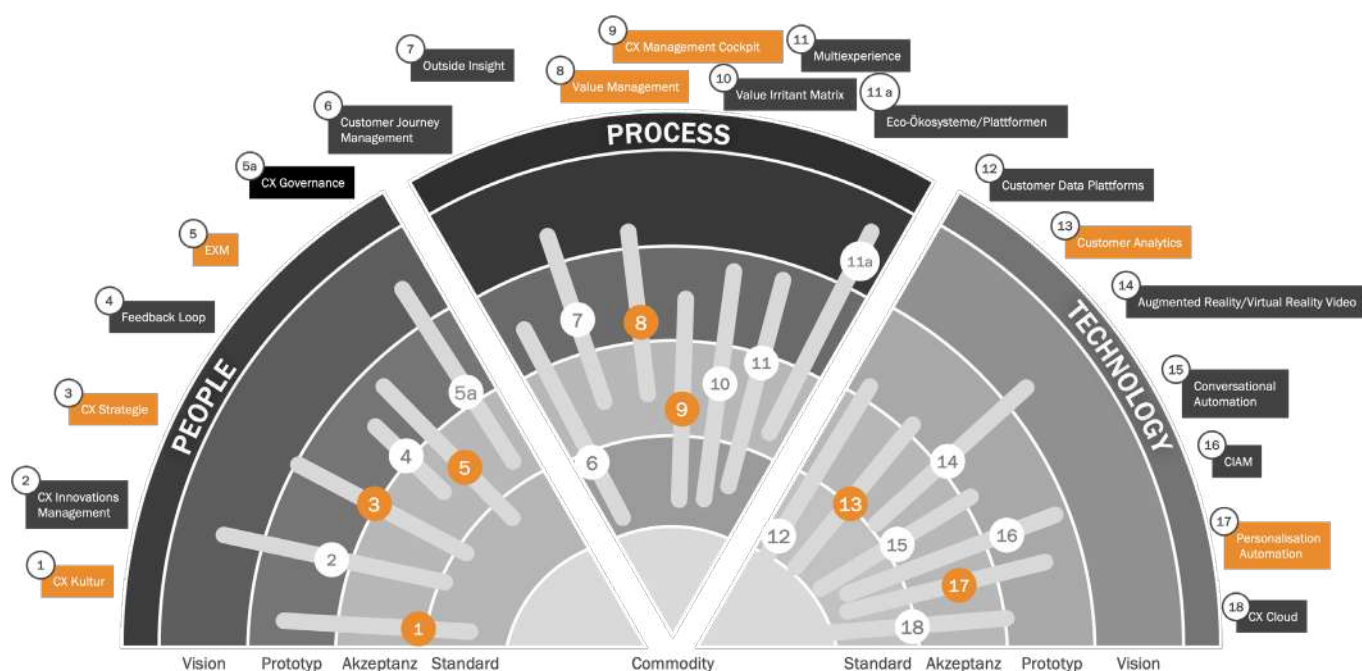 9
CX Management Cockpit
11
Multiexperience
7
Outside Insight
8
Value Management
10
Value Irritant Matrix
11 a
Eco-Ökosysteme/Plattformen
6
Customer Journey
Management
5a
CX Governance
12
Customer Data Plattforms
5
EXM
13
Customer Analytics
4
Feedback Loop
14
Augmented Reality/Virtual Reality Video
3
CX Strategie
15
Conversational
Automation
2
CX Innovations
Management
16
CIAM
1
CX Kultur
17
Personalisation
Automation
18
CX Cloud
PEOPLE
PROCESS
TECHNOLOGY
1
2
3
4
5
5a
6
7
8
9
10
11
11a
12
13
14
15
16
17
18
Vision
Prototyp
Akzeptanz
Standard
Commodity
Standard
Akzeptanz
Prototyp
Vision